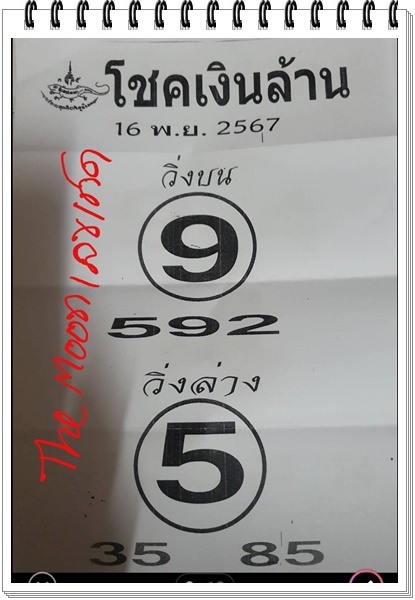 โชคเงินล้าน
16 พ.ย. 2567
วิ่งบน
9
592
วิ่งล่าง
5
35 85
The Moon เลขเด็ด